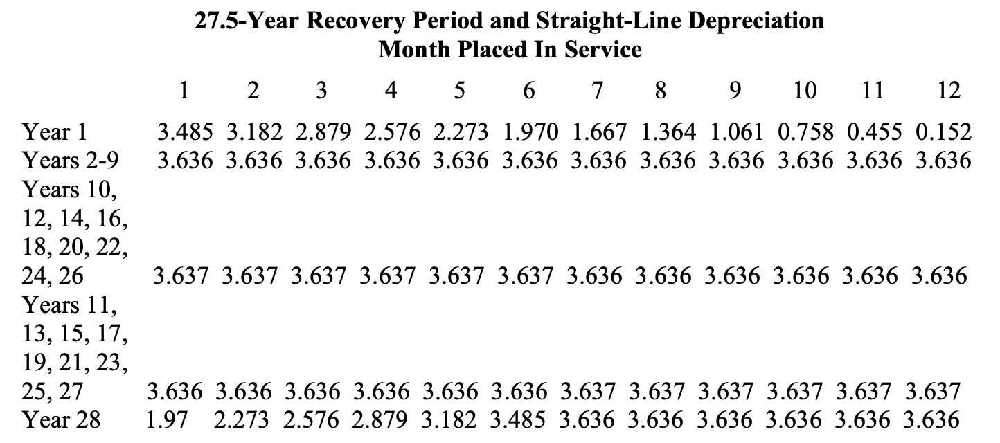 27.5-Year Recovery Period and Straight-Line Depreciation
Month Placed In Service
1 2 3 4 5 6 7 8 9 10 11 12
Year 1 3.485 3.182 2.879 2.576 2.273 1.970 1.667 1.364 1.061 0.758 0.455 0.152
Years 2-9 3.636 3.636 3.636 3.636 3.636 3.636 3.636 3.636 3.636 3.636 3.636 3.636
Years 10,
12, 14, 16,
18, 20, 22,
24, 26 3.637 3.637 3.637 3.637 3.637 3.637 3.636 3.636 3.636 3.636 3.636 3.636
Years 11,
13, 15, 17,
19, 21, 23,
25, 27 3.636 3.636 3.636 3.636 3.636 3.636 3.637 3.637 3.637 3.637 3.637 3.637
Year 28 1.97 2.273 2.576 2.879 3.182 3.485 3.636 3.636 3.636 3.636 3.636 3.636